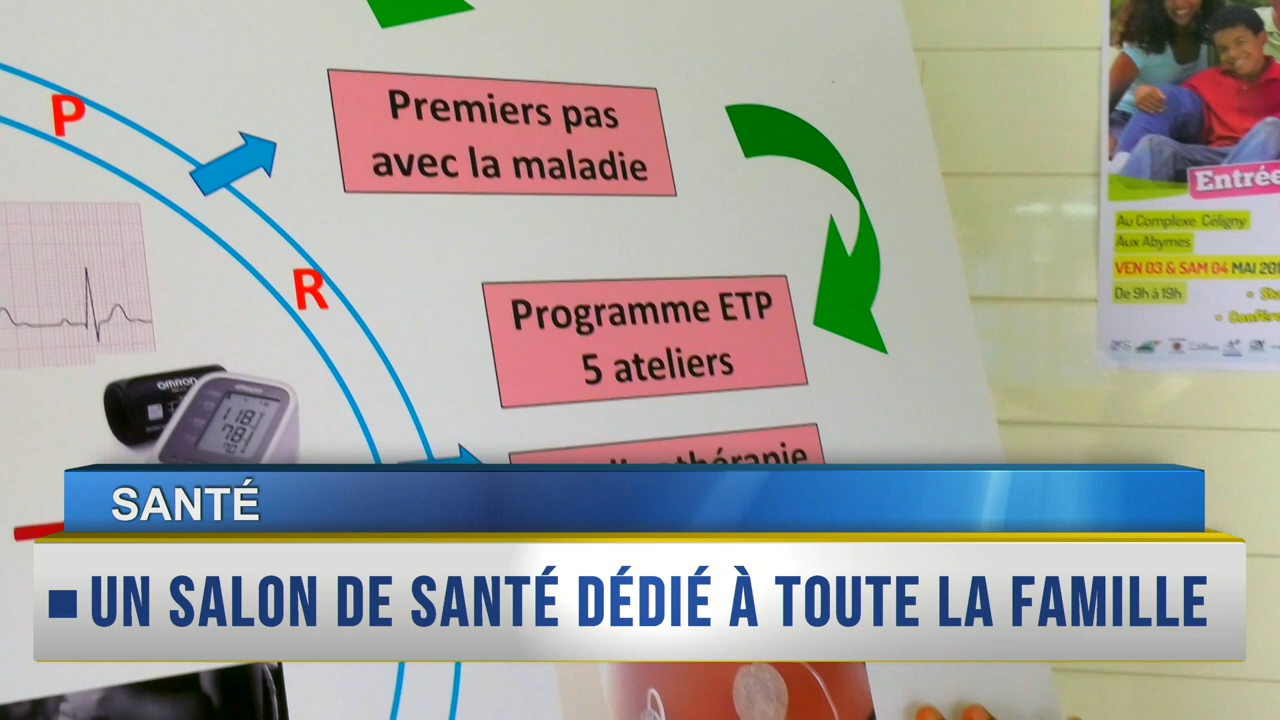 P
Premiers pas
avec la maladie
R
Programme ETP
5 ateliers
OMRON
Entrée
Au Complexe Céligny
Aux Abymes
VEN 03 & SAM 04 MAI 201
De 9h à 19h
SANTÉ
UN SALON DE SANTÉ DÉDIÉ À TOUTE LA FAMILLE